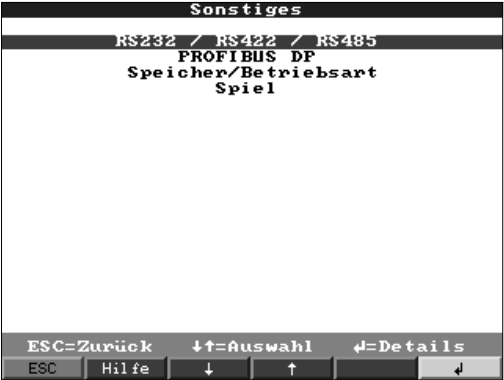 Sonstiges
RS232 / RS422 / RS485
PROFIBUS DP
Speicher/Betriebsart
Spiel
ESC=Zurück ↓↑=Auswahl ↵=Details
ESC Hilfe ↓ ↑ ↵